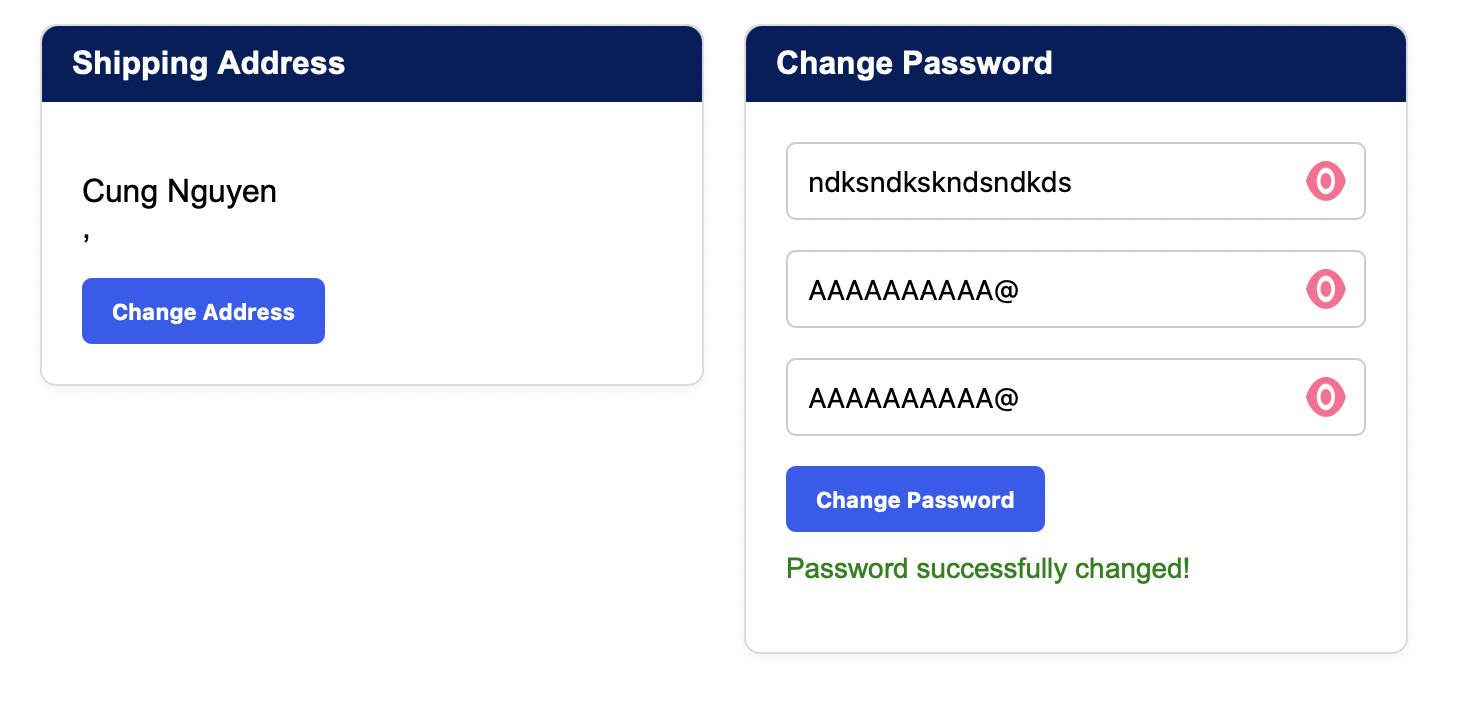 Shipping Address
Cung Nguyen
,
Change Address
Change Password
ndksndkskndsndkds
AAAAAAAAAA@
AAAAAAAAAA@
Change Password
Password successfully changed!